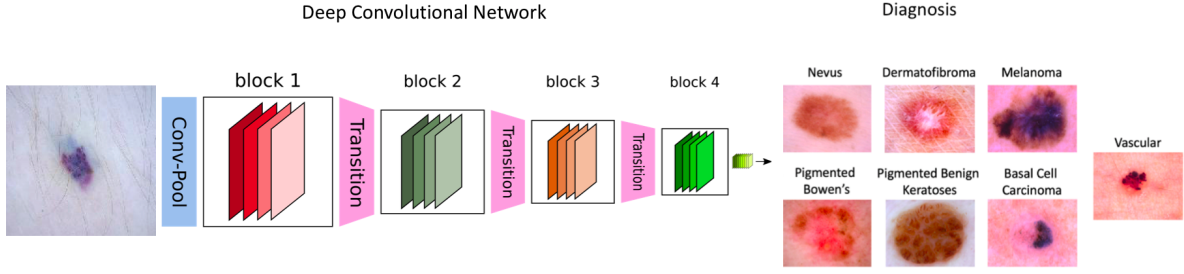 Deep Convolutional Network
Diagnosis
block 1
block 2
block 3
block 4
Conv-Pool
Transition
Transition
Transition
Nevus
Dermatofibroma
Melanoma
Vascular
Pigmented
Bowen's
Pigmented Benign
Keratoses
Basal Cell
Carcinoma